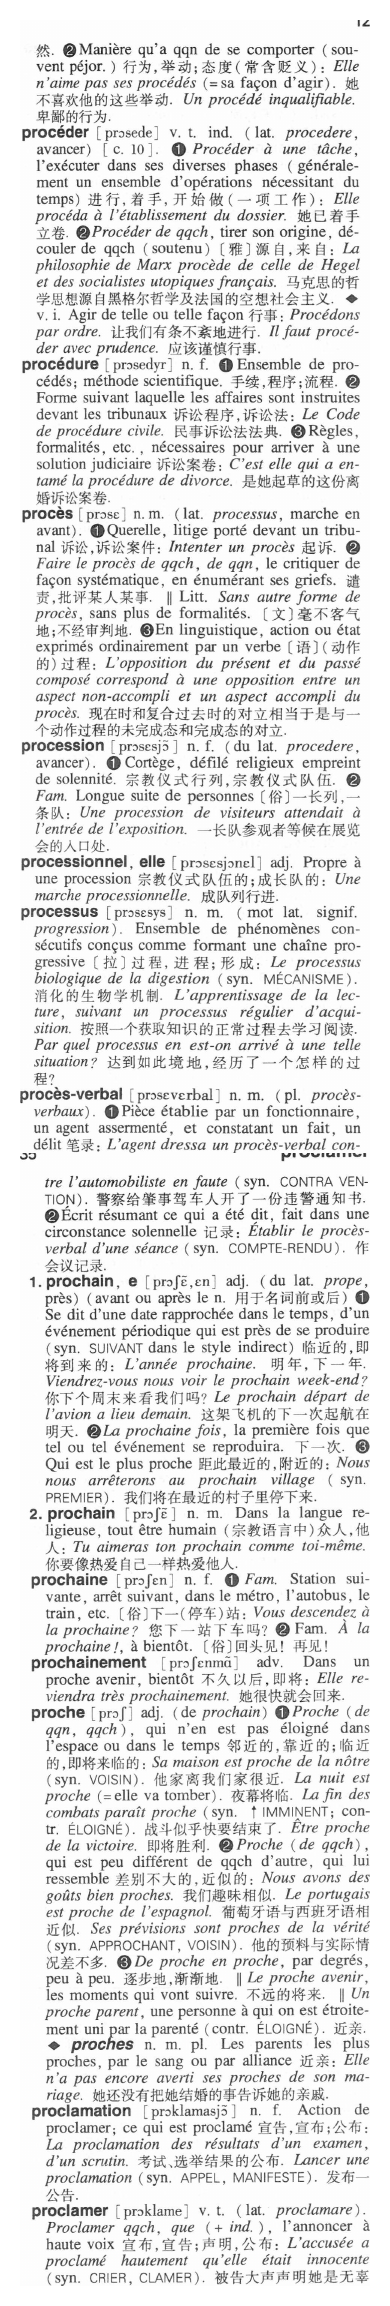 12
然. ❷Manière qu'a qqn de se comporter (sou-
vent péjor.) 行为,举动;态度(常含贬义): Elle
n'aime pas ses procédés (=sa façon d'agir). 她
不喜欢他的这些举动. Un procédé inqualifiable.
卑鄙的行为.
procéder [prɔsede] v. t. ind. (lat. procedere,
avancer) [c. 10]. ❶ Procéder à une tâche,
l'exécuter dans ses diverses phases (générale-
ment un ensemble d'opérations nécessitant du
temps) 进行,着手,开始做(一项工作): Elle
procéda à l'établissement du dossier. 她已着手
立卷. ❷Procéder de qqch, tirer son origine, dé-
couler de qqch (soutenu) [雅]源自,来自: La
philosophie de Marx procède de celle de Hegel
et des socialistes utopiques français. 马克思的哲
学思想源自黑格尔哲学及法国的空想社会主义. ◆
v. i. Agir de telle ou telle façon 行事: Procédons
par ordre. 让我们有条不紊地进行. Il faut procé-
der avec prudence. 应该谨慎行事.
procédure [prɔsedyr] n. f. ❶Ensemble de pro-
cédés; méthode scientifique. 手续,程序;流程. ❷
Forme suivant laquelle les affaires sont instruites
devant les tribunaux 诉讼程序,诉讼法: Le Code
de procédure civile. 民事诉讼法法典. ❸Règles,
formalités, etc., nécessaires pour arriver à une
solution judiciaire 诉讼案卷: C'est elle qui a en-
tamé la procédure de divorce. 是她起草的这份离
婚诉讼案卷.
procès [prɔsɛ] n. m. (lat. processus, marche en
avant). ❶Querelle, litige porté devant un tribu-
nal 诉讼,诉讼案件: Intenter un procès 起诉. ❷
Faire le procès de qqch, de qqn, le critiquer de
façon systématique, en énumérant ses griefs. 谴
责,批评某人某事. ‖ Litt. Sans autre forme de
procès, sans plus de formalités. [文]毫不客气
地;不经审判地. ❸En linguistique, action ou état
exprimés ordinairement par un verbe [语](动作
的)过程: L'opposition du présent et du passé
composé correspond à une opposition entre un
aspect non-accompli et un aspect accompli du
procès. 现在时和复合过去时的对立相当于是与一
个动作过程的未完成态和完成态的对立.
procession [prɔsɛsjɔ̃] n. f. (du lat. procedere,
avancer). ❶Cortège, défilé religieux empreint
de solennité. 宗教仪式行列,宗教仪式队伍. ❷
Fam. Longue suite de personnes [俗]一长列,一
条队: Une procession de visiteurs attendait à
l'entrée de l'exposition. 一长队参观者等候在展览
会的入口处.
processionnel, elle [prɔsɛsjɔnɛl] adj. Propre à
une procession 宗教仪式队伍的;成长队的: Une
marche processionnelle. 成队列行进.
processus [prɔsɛsys] n. m. (mot lat. signif.
progression). Ensemble de phénomènes con-
sécutifs conçus comme formant une chaîne pro-
gressive [拉]过程,进程;形成: Le processus
biologique de la digestion (syn. MÉCANISME).
消化的生物学机制. L'apprentissage de la lec-
ture, suivant un processus régulier d'acqui-
sition. 按照一个获取知识的正常过程去学习阅读.
Par quel processus en est-on arrivé à une telle
situation? 达到如此境地,经历了一个怎样的过
程?
procès-verbal [prɔsɛvɛrbal] n. m. (pl. procès-
verbaux). ❶Pièce établie par un fonctionnaire,
un agent assermenté, et constatant un fait, un
délit 笔录: L'agent dressa un procès-verbal con-
35 proclamer
tre l'automobiliste en faute (syn. CONTRA VEN-
TION). 警察给肇事驾车人开了一份违警通知书.
❷Écrit résumant ce qui a été dit, fait dans une
circonstance solennelle 记录: Établir le procès-
verbal d'une séance (syn. COMPTE-RENDU). 作
会议记录.
1. prochain, e [prɔʃɛ̃,ɛn] adj. (du lat. prope,
près) (avant ou après le n. 用于名词前或后) ❶
Se dit d'une date rapprochée dans le temps, d'un
événement périodique qui est près de se produire
(syn. SUIVANT dans le style indirect) 临近的,即
将到来的: L'année prochaine. 明年,下一年.
Viendrez-vous nous voir le prochain week-end?
你下个周末来看我们吗? Le prochain départ de
l'avion a lieu demain. 这架飞机的下一次起航在
明天. ❷La prochaine fois, la première fois que
tel ou tel événement se reproduira. 下一次. ❸
Qui est le plus proche 距此最近的,附近的: Nous
nous arrêterons au prochain village (syn.
PREMIER). 我们将在最近的村子里停下来.
2. prochain [prɔʃɛ̃] n. m. Dans la langue re-
ligieuse, tout être humain (宗教语言中)众人,他
人: Tu aimeras ton prochain comme toi-même.
你要像热爱自己一样热爱他人.
prochaine [prɔʃɛn] n. f. ❶ Fam. Station sui-
vante, arrêt suivant, dans le métro, l'autobus, le
train, etc. [俗]下一(停车)站: Vous descendez à
la prochaine? 您下一站下车吗? ❷ Fam. À la
prochaine!, à bientôt. [俗]回头见! 再见!
prochainement [prɔʃɛnmɑ̃] adv. Dans un
proche avenir, bientôt 不久以后,即将: Elle re-
viendra très prochainement. 她很快就会回来.
proche [prɔʃ] adj. (de prochain) ❶Proche (de
qqn, qqch), qui n'en est pas éloigné dans
l'espace ou dans le temps 邻近的,靠近的;临近
的,即将来临的: Sa maison est proche de la nôtre
(syn. VOISIN). 他家离我们家很近. La nuit est
proche (=elle va tomber). 夜幕将临. La fin des
combats paraît proche (syn. ↑IMMINENT; con-
tr. ÉLOIGNÉ). 战斗似乎快要结束了. Être proche
de la victoire. 即将胜利. ❷Proche (de qqch),
qui est peu différent de qqch d'autre, qui lui
ressemble 差别不大的,近似的: Nous avons des
goûts bien proches. 我们趣味相似. Le portugais
est proche de l'espagnol. 葡萄牙语与西班牙语相
近似. Ses prévisions sont proches de la vérité
(syn. APPROCHANT, VOISIN). 他的预料与实际情
况差不多. ❸De proche en proche, par degrés,
peu à peu. 逐步地,渐渐地. ‖ Le proche avenir,
les moments qui vont suivre. 不远的将来. ‖ Un
proche parent, une personne à qui on est étroite-
ment uni par la parenté (contr. ÉLOIGNÉ). 近亲.
◆ proches n. m. pl. Les parents les plus
proches, par le sang ou par alliance 近亲: Elle
n'a pas encore averti ses proches de son ma-
riage. 她还没有把她结婚的事告诉她的亲戚.
proclamation [prɔklamasjɔ̃] n. f. Action de
proclamer; ce qui est proclamé 宣告,宣布;公布:
La proclamation des résultats d'un examen,
d'un scrutin. 考试、选举结果的公布. Lancer une
proclamation (syn. APPEL, MANIFESTE). 发布一
公告.
proclamer [prɔklame] v. t. (lat. proclamare).
Proclamer qqch, que (+ ind.), l'annoncer à
haute voix 宣布,宣告;声明,公布: L'accusée a
proclamé hautement qu'elle était innocente
(syn. CRIER, CLAMER). 被告大声声明她是无辜